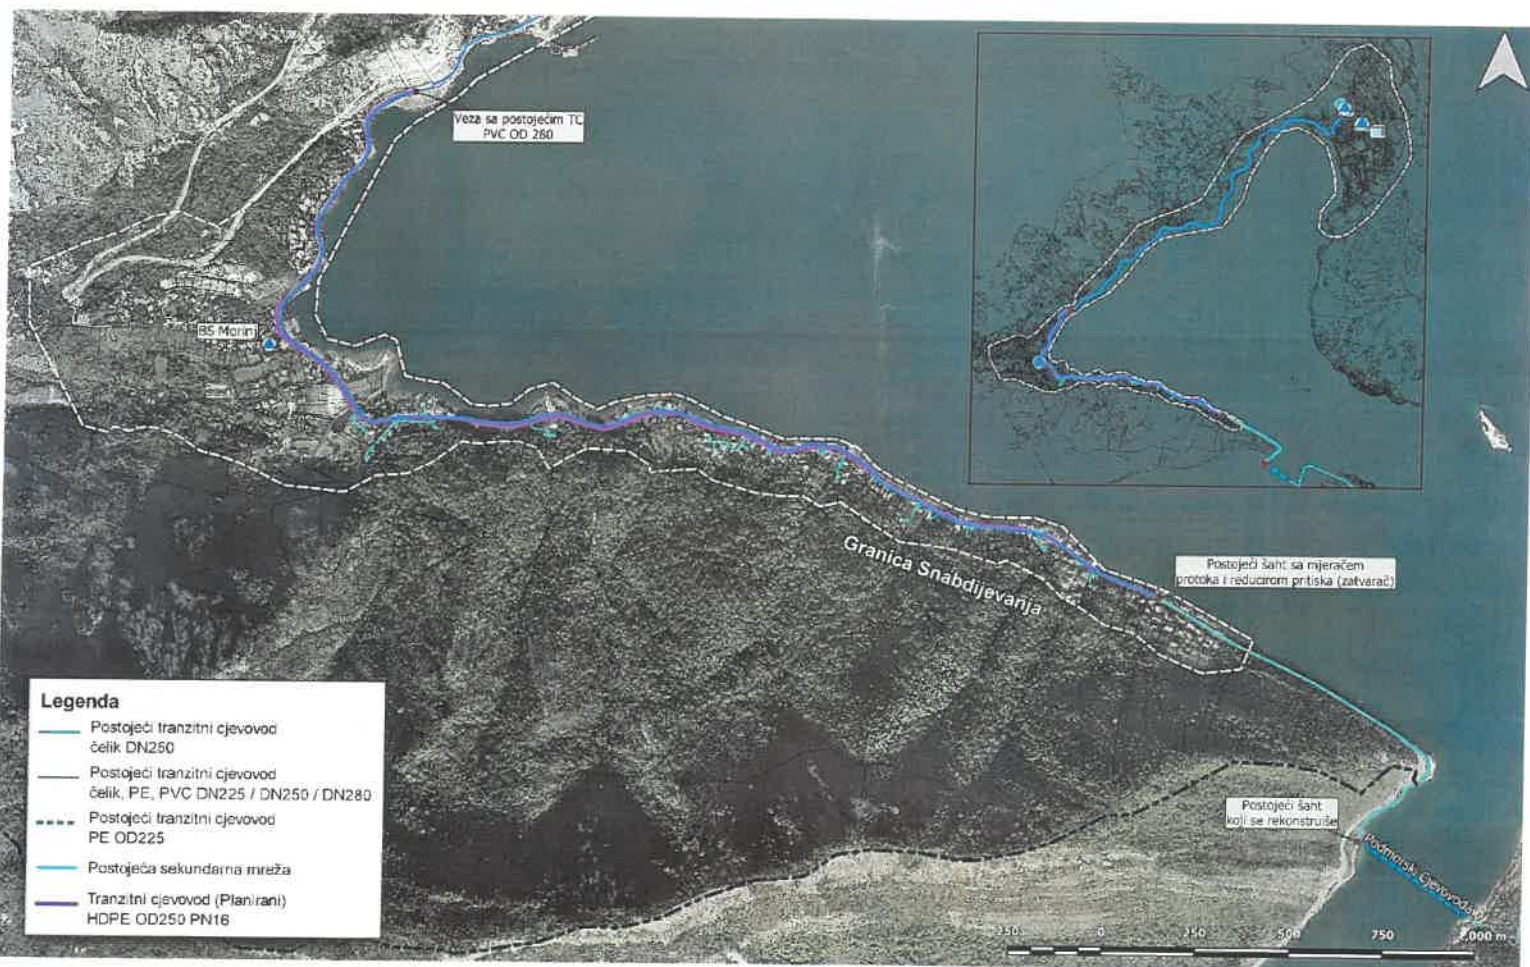 Veza sa postojećim TC
PVC OD 280
BS Morinj
Granica Snabdijevanja
Postojeći šaht sa mjeračem
protoka i reducirom pritiska (zatvarač)
Postojeći šaht
koji se rekonstruiše
Podmorski Cjevovod
Legenda
Postojeći tranzitni cjevovod
čelik DN250
Postojeći tranzitni cjevovod
čelik, PE, PVC DN225 / DN250 / DN280
Postojeći tranzitni cjevovod
PE OD225
Postojeća sekundarna mreža
Tranzitni cjevovod (Planirani)
HDPE OD250 PN16
250 0 250 500 750 1,000 m